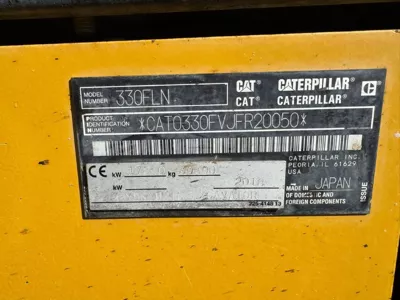 MODEL NUMBER 330FLN CAT CATERPILLAR
CAT CATERPILLAR
PRODUCT IDENTIFICATION NUMBER *CAT0330FVJFR20050*
CATERPILLAR INC.
PEORIA, IL 61629
USA
CE kW kg
kW
MADE IN JAPAN
OF DOMESTIC AND
FOREIGN COMPONENTS
ISSUE